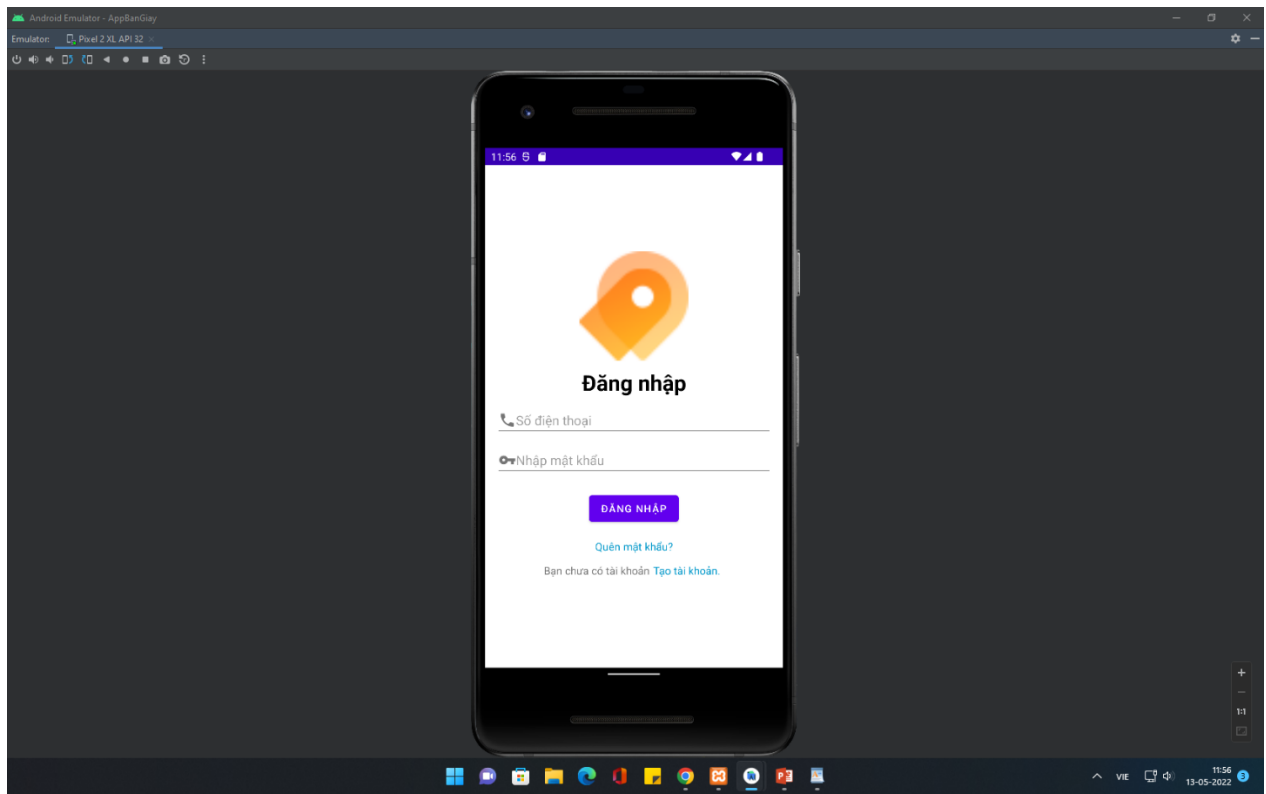 Android Emulator - AppBanGiay
Emulator: Pixel 2 XL API 32
11:56
Đăng nhập
Số điện thoại
Nhập mật khẩu
ĐĂNG NHẬP
Quên mật khẩu?
Bạn chưa có tài khoản Tạo tài khoản.
1:1
VIE
11:56
13-05-2022
3